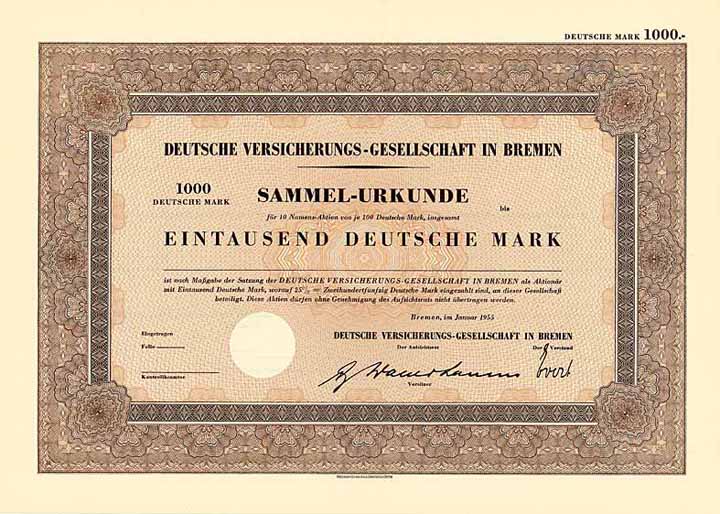 DEUTSCHE MARK 1000.-
DEUTSCHE VERSICHERUNGS-GESELLSCHAFT IN BREMEN
1000
DEUTSCHE MARK
SAMMEL-URKUNDE
bis
für 10 Namens-Aktien von je 100 Deutsche Mark, insgesamt
EINTAUSEND DEUTSCHE MARK
ist nach Maßgabe der Satzung der DEUTSCHE VERSICHERUNGS-GESELLSCHAFT IN BREMEN als Aktionär
mit Eintausend Deutsche Mark, worauf 25% = Zweihundertfünfzig Deutsche Mark eingezahlt sind, an dieser Gesellschaft
beteiligt. Diese Aktien dürfen ohne Genehmigung des Aufsichtsrats nicht übertragen werden.
Bremen, im Januar 1955
Eingetragen
DEUTSCHE VERSICHERUNGS-GESELLSCHAFT IN BREMEN
Folio
Der Aufsichtsrat
Der Vorstand
Kontrollbeamter
Vorsitzer